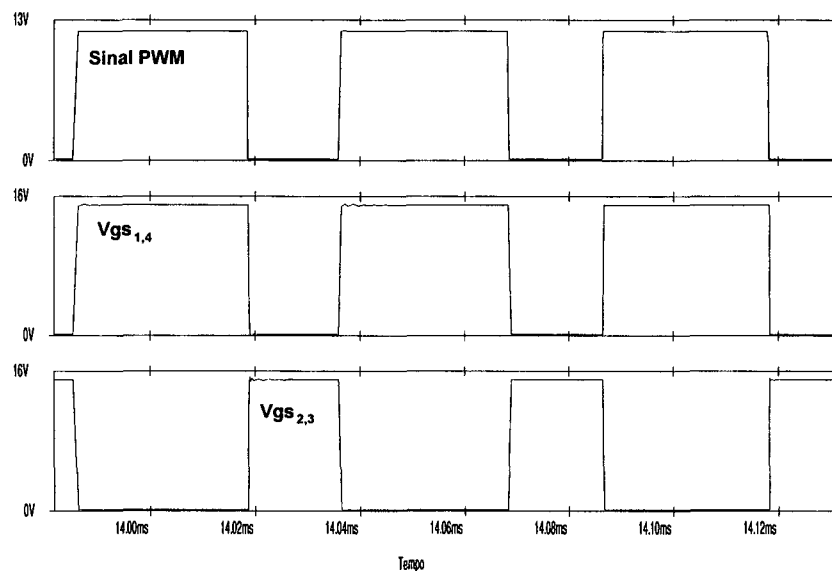 13V
Sinal PWM
0V
16V
Vgs1,4
0V
16V
Vgs2,3
0V
14.00ms 14.02ms 14.04ms 14.06ms 14.08ms 14.10ms 14.12ms
Tempo